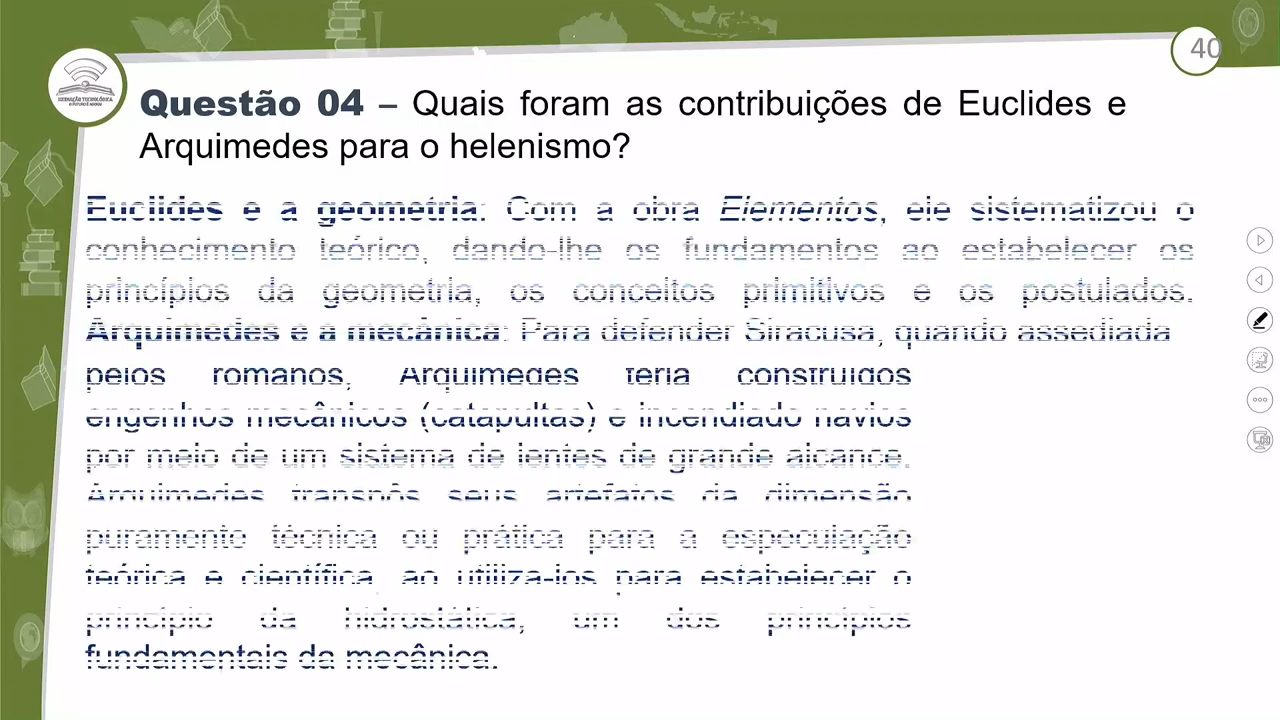 40
Questão 04 – Quais foram as contribuições de Euclides e
Arquimedes para o helenismo?
Euclides e a geometria: Com a obra Elementos, ele sistematizou o
conhecimento teórico, dando-lhe os fundamentos ao estabelecer os
princípios da geometria, os conceitos primitivos e os postulados.
Arquimedes e a mecânica: Para defender Siracusa, quando assediada
pelos romanos, Arquimedes teria construídos
engenhos mecânicos (catapultas) e incendiado navios
por meio de um sistema de lentes de grande alcance.
Arquimedes transpôs seus artefatos da dimensão
puramente técnica ou prática para a especulação
teórica e científica, ao utiliza-los para estabelecer o
princípio da hidrostática, um dos princípios
fundamentais da mecânica.